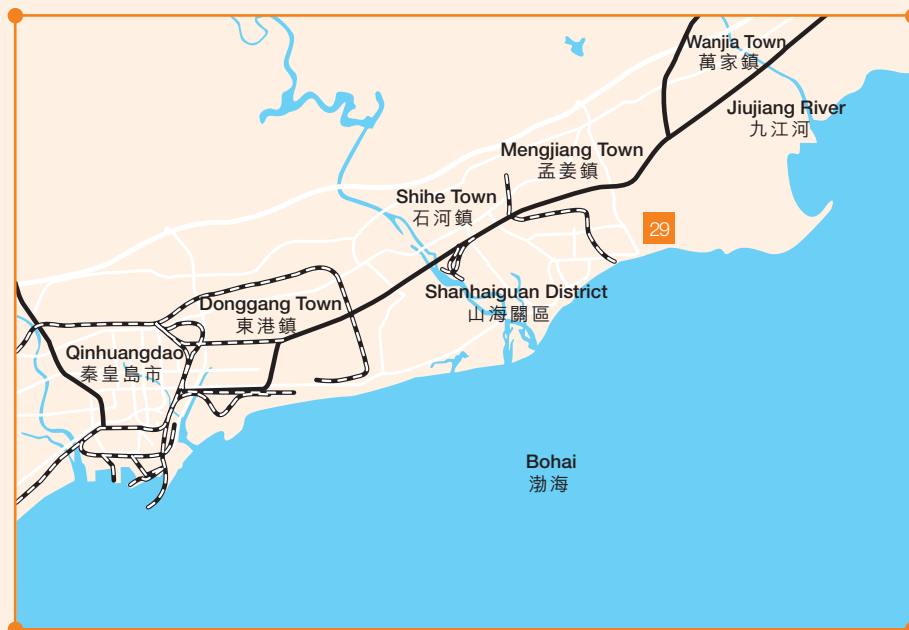 Wanjia Town
萬家鎮
Jiujiang River
九江河
Mengjiang Town
孟姜鎮
Shihe Town
石河鎮
29
Shanhaiguan District
山海關區
Donggang Town
東港鎮
Qinhuangdao
秦皇島市
Bohai
渤海